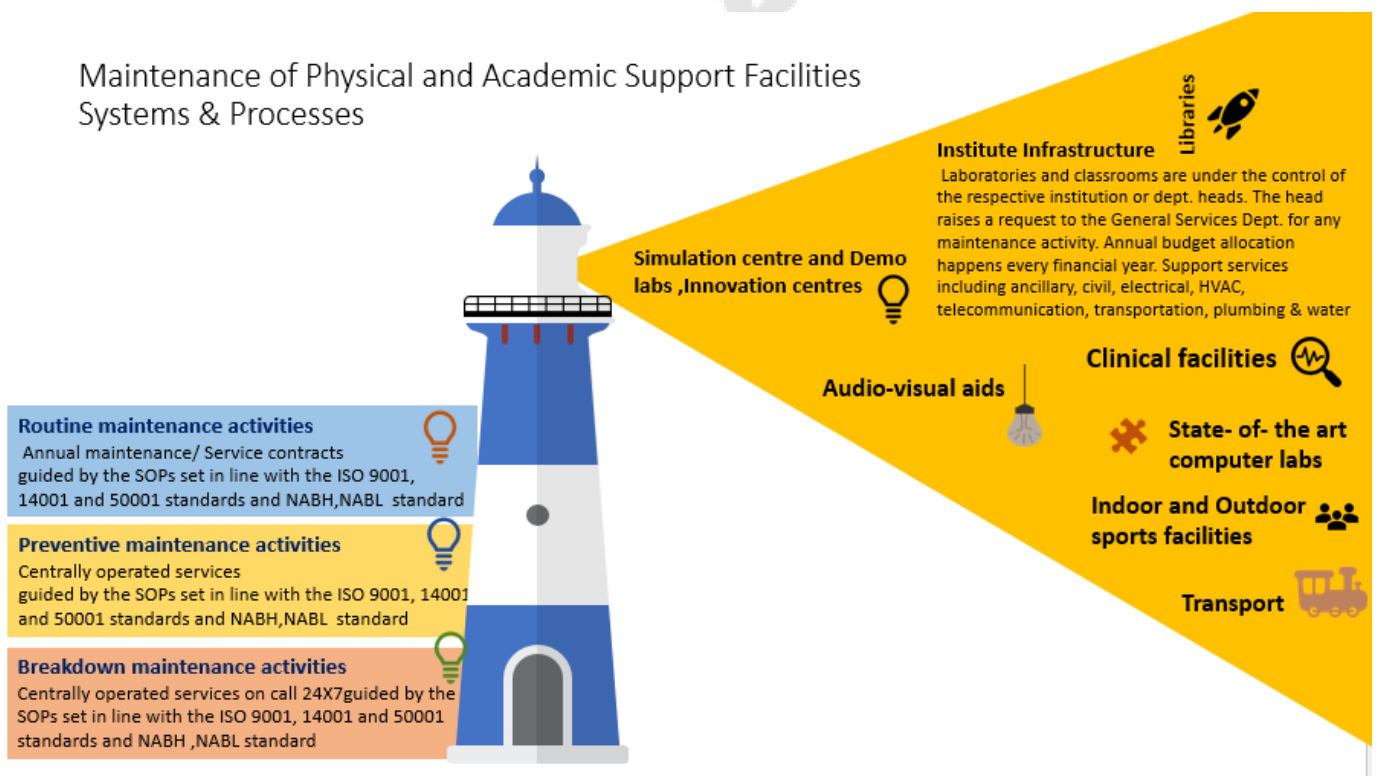 Maintenance of Physical and Academic Support Facilities
Systems & Processes
Libraries
Institute Infrastructure
Laboratories and classrooms are under the control of
the respective institution or dept. heads. The head
raises a request to the General Services Dept. for any
maintenance activity. Annual budget allocation
happens every financial year. Support services
including ancillary, civil, electrical, HVAC,
telecommunication, transportation, plumbing & water
Simulation centre and Demo
labs ,Innovation centres
Clinical facilities
Audio-visual aids
State- of- the art
computer labs
Indoor and Outdoor
sports facilities
Transport
Routine maintenance activities
Annual maintenance/ Service contracts
guided by the SOPs set in line with the ISO 9001,
14001 and 50001 standards and NABH,NABL standard
Preventive maintenance activities
Centrally operated services
guided by the SOPs set in line with the ISO 9001, 14001
and 50001 standards and NABH,NABL standard
Breakdown maintenance activities
Centrally operated services on call 24X7guided by the
SOPs set in line with the ISO 9001, 14001 and 50001
standards and NABH ,NABL standard